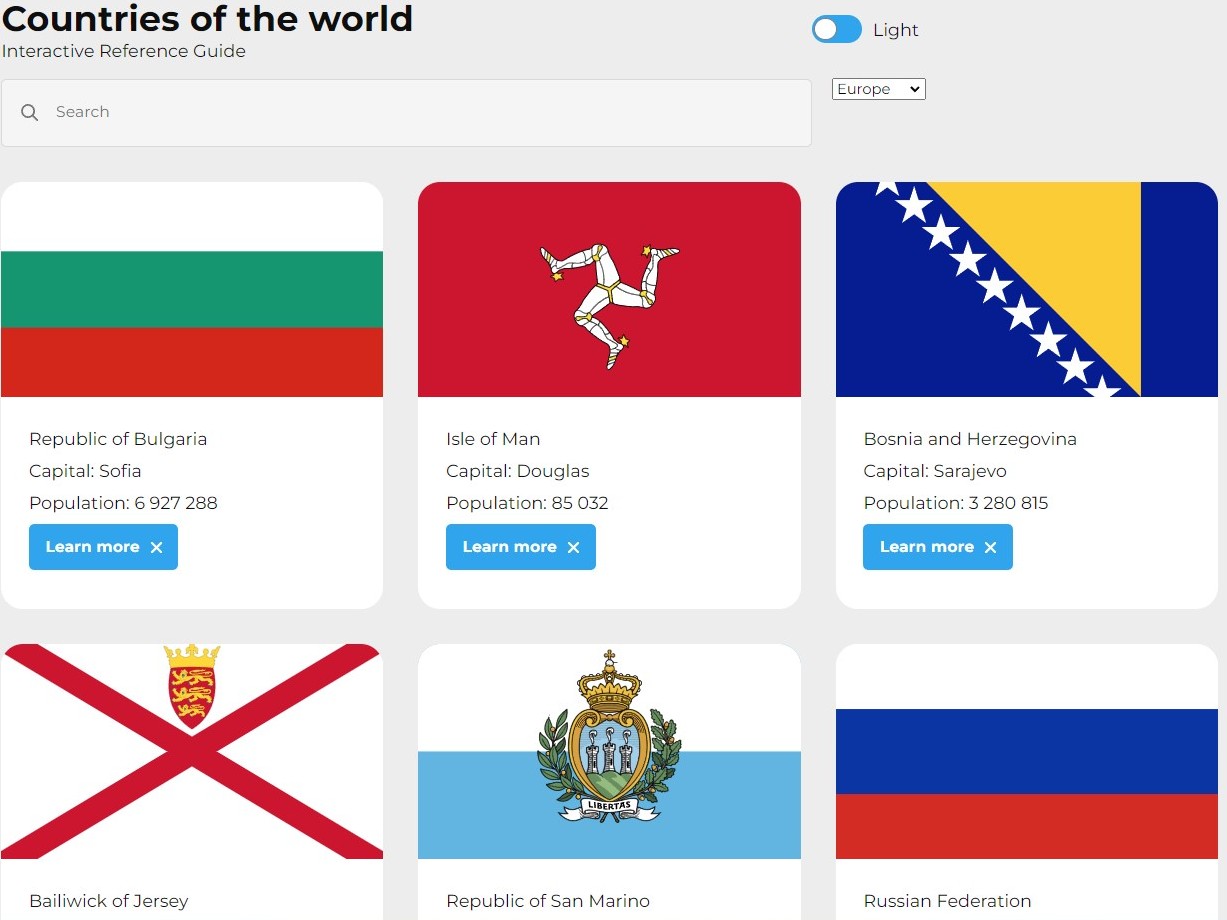 Countries of the world
Interactive Reference Guide
Light
Search
Europe
Republic of Bulgaria
Capital: Sofia
Population: 6 927 288
Learn more
Isle of Man
Capital: Douglas
Population: 85 032
Learn more
Bosnia and Herzegovina
Capital: Sarajevo
Population: 3 280 815
Learn more
Bailiwick of Jersey
LIBERTAS
Republic of San Marino
Russian Federation